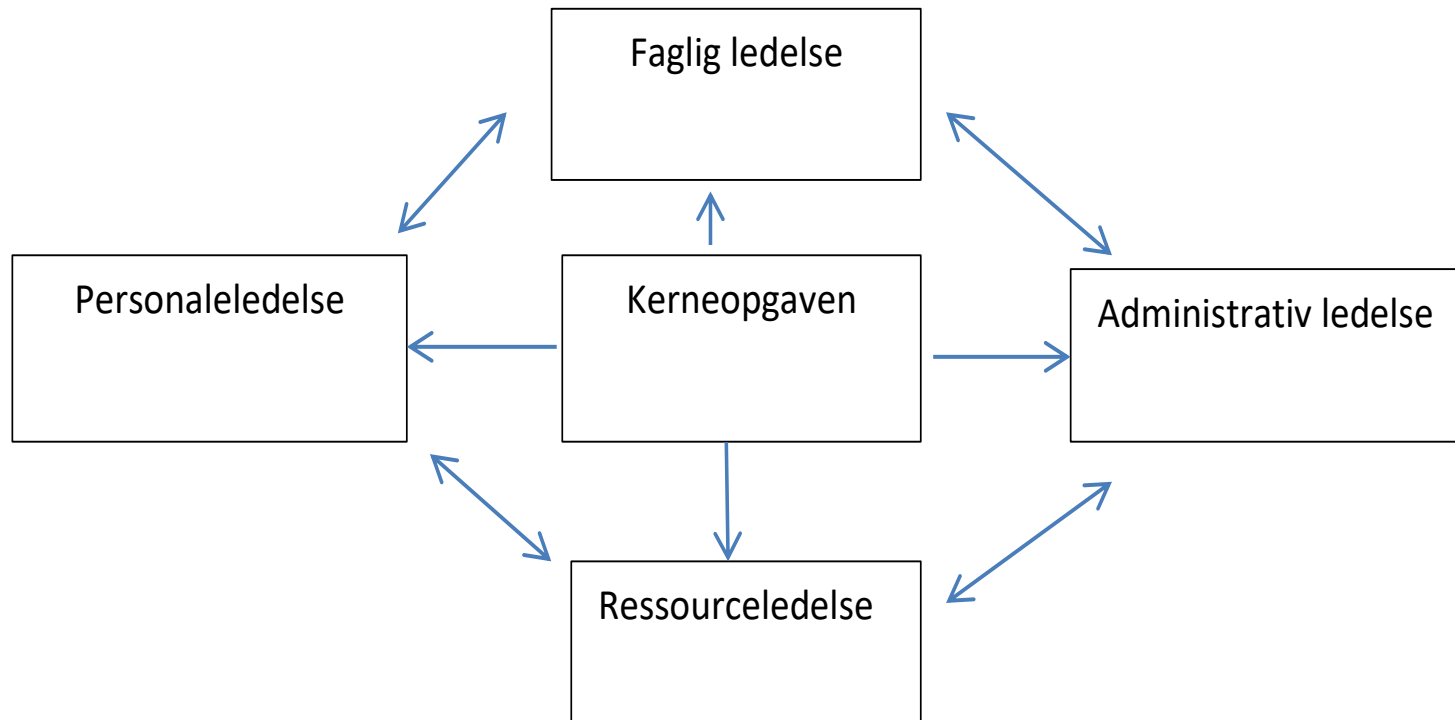 Faglig ledelse
Personaleledelse
Kerneopgaven
Administrativ ledelse
Ressourceledelse